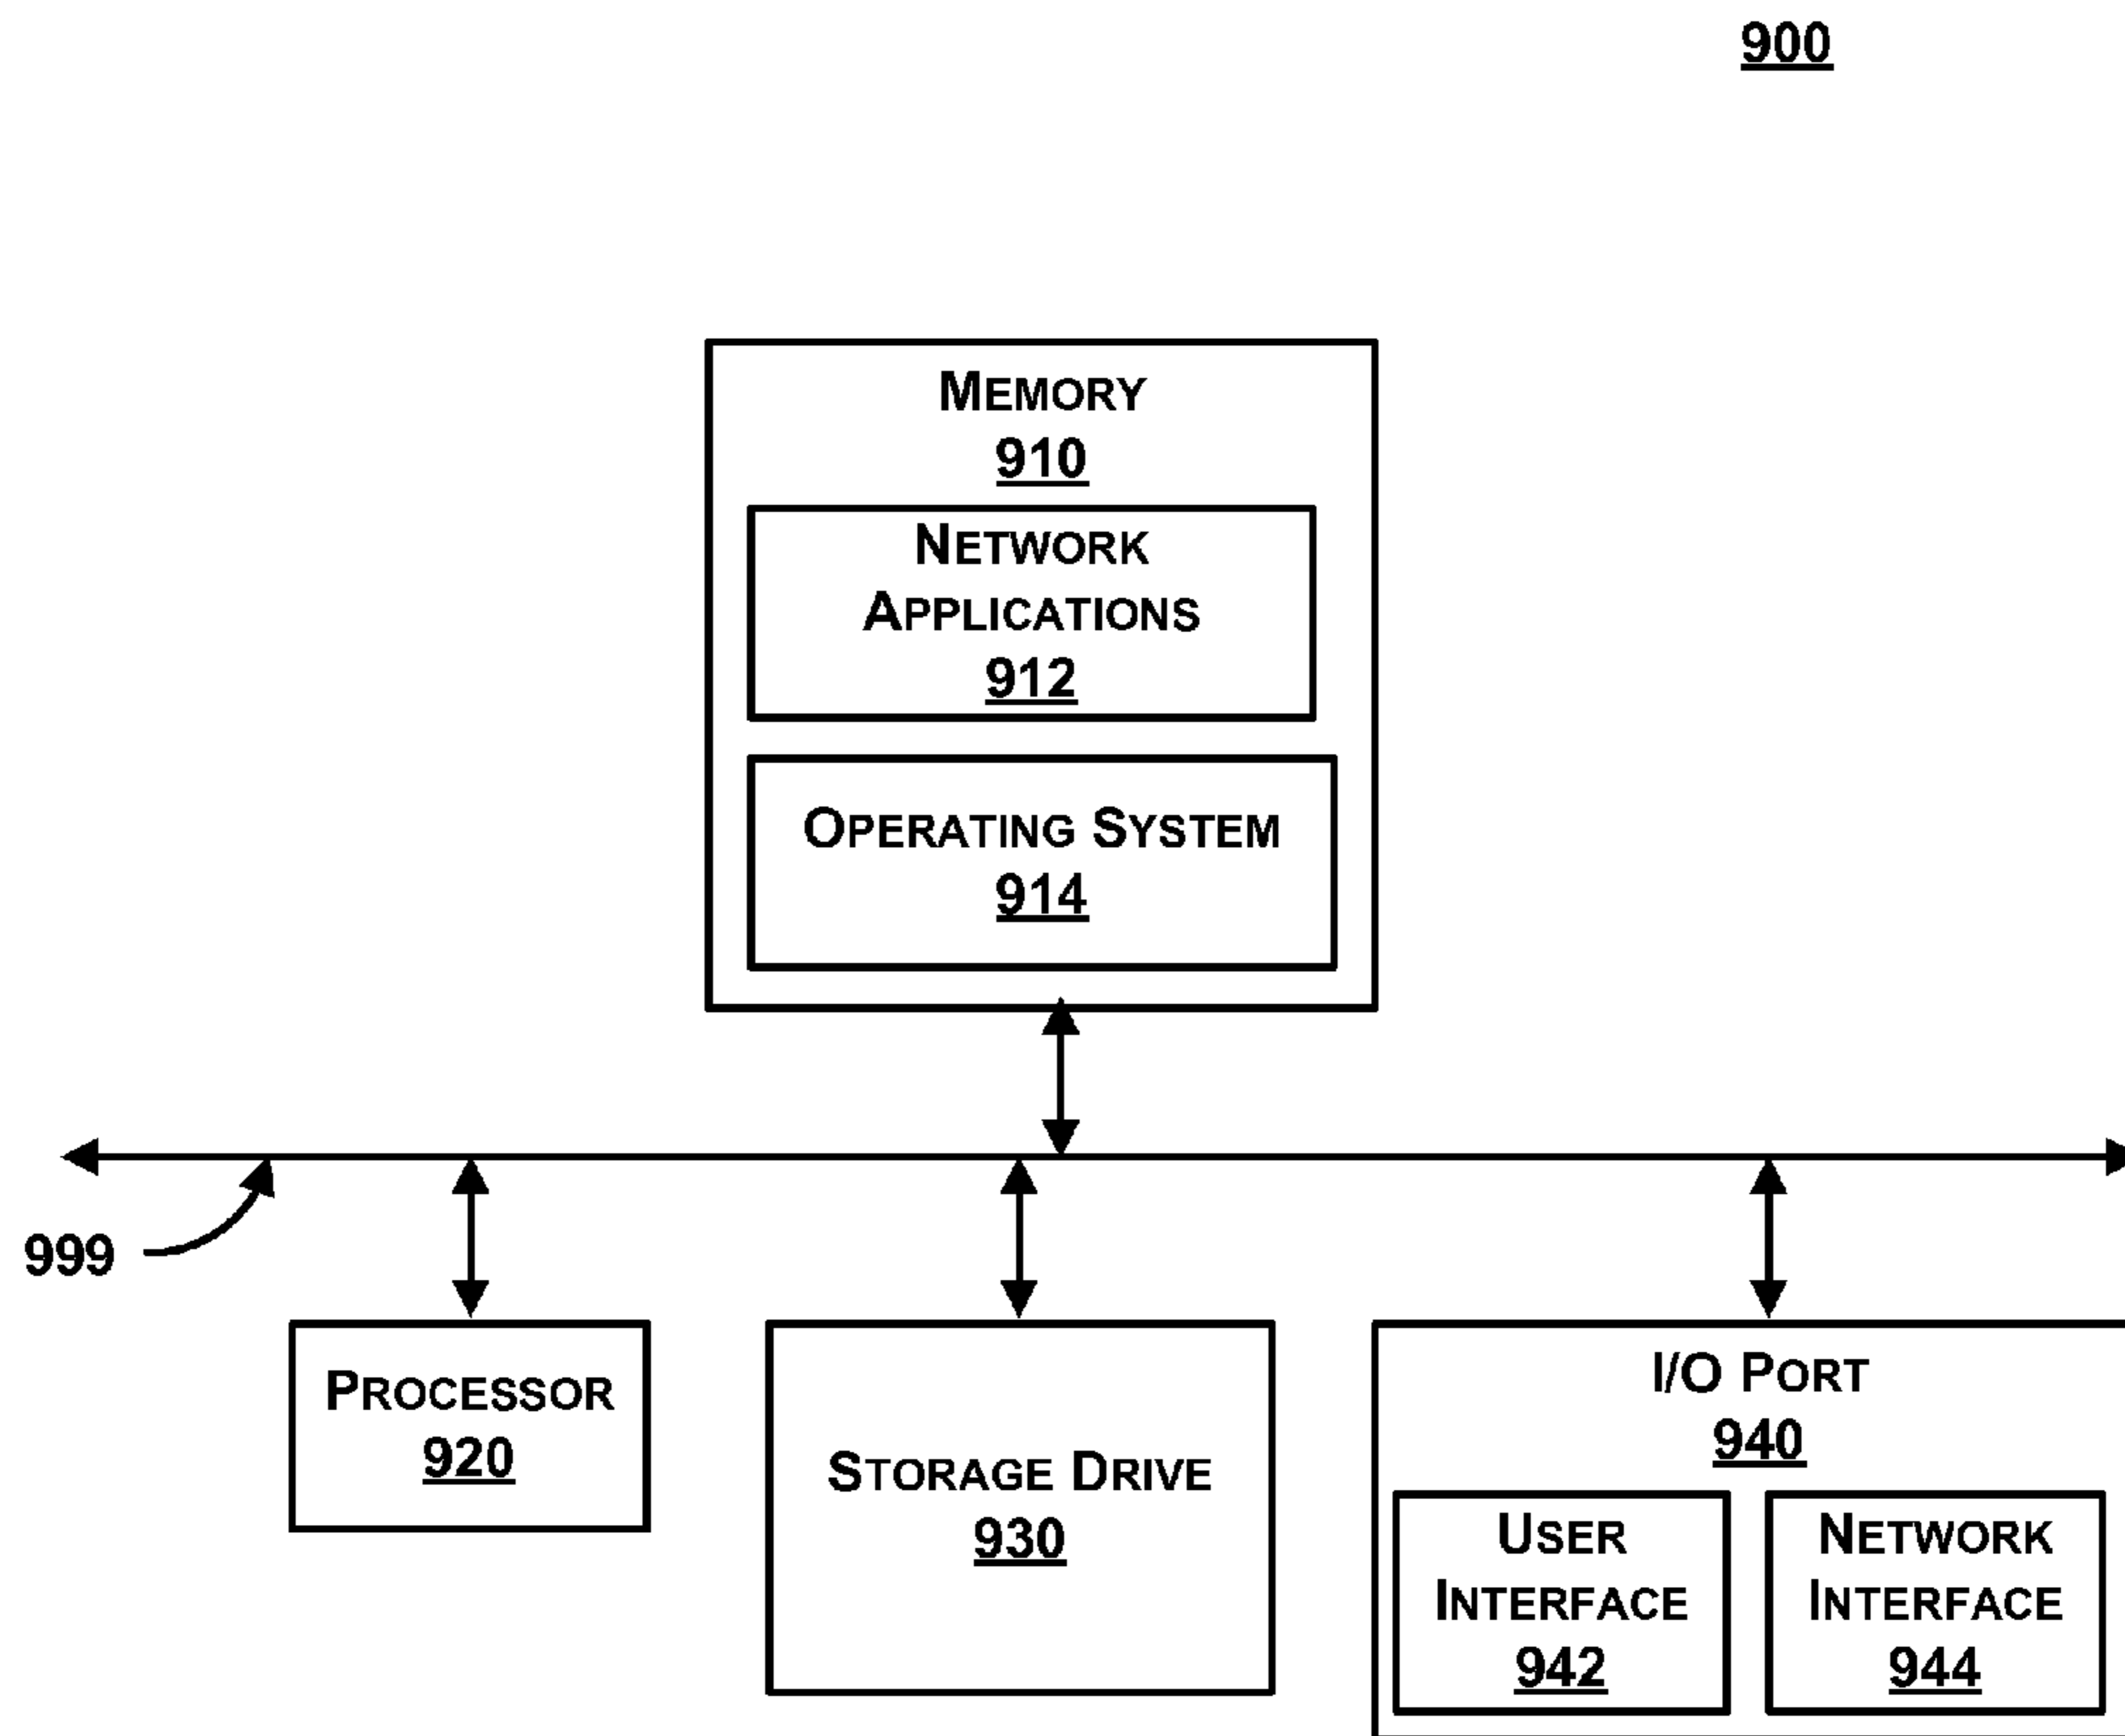 900
MEMORY
910
NETWORK
APPLICATIONS
912
OPERATING SYSTEM
914
999
PROCESSOR
920
STORAGE DRIVE
930
I/O PORT
940
USER
INTERFACE
942
NETWORK
INTERFACE
944